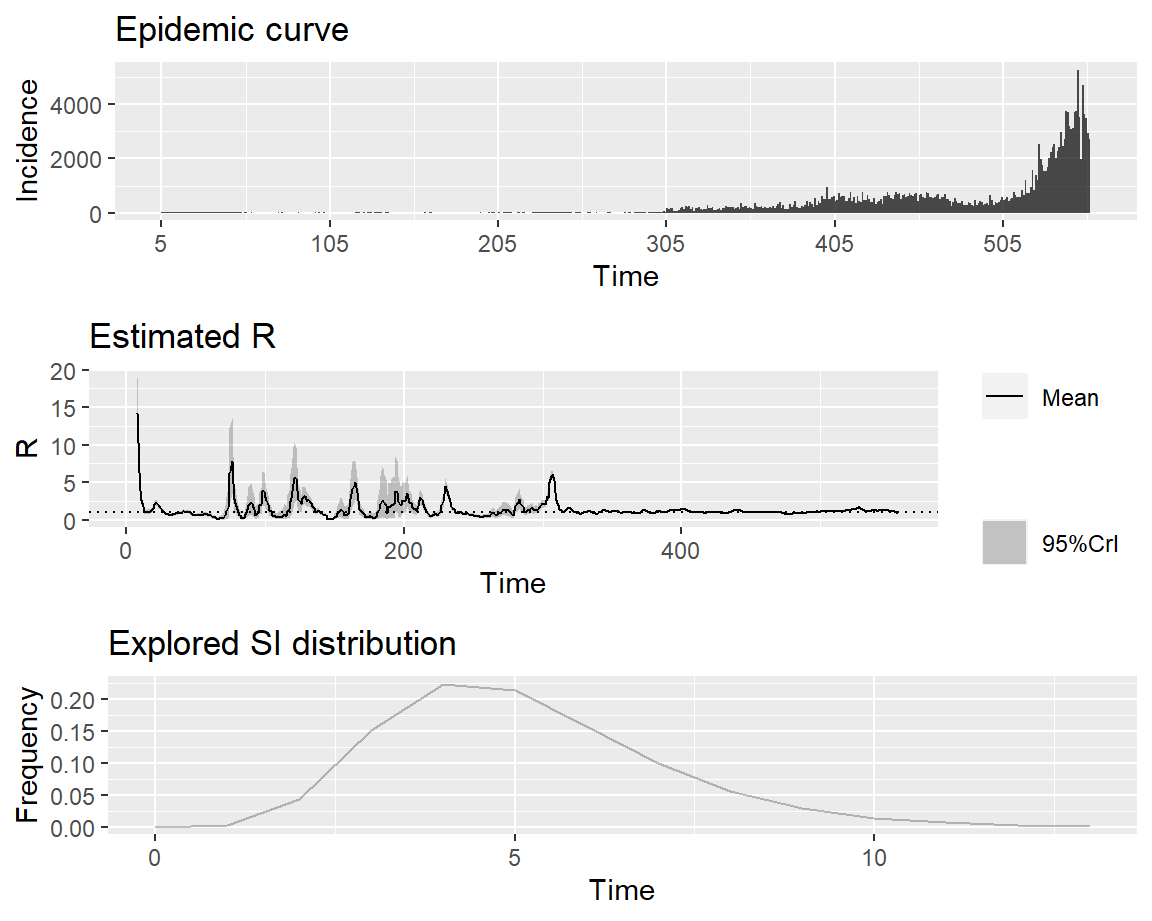 Epidemic curve
Incidence
4000
2000
0
5 105 205 305 405 505
Time
Estimated R
R
20
15
10
5
0
0 200 400
Time
Mean
95%CrI
Explored SI distribution
Frequency
0.20
0.15
0.10
0.05
0.00
0 5 10
Time